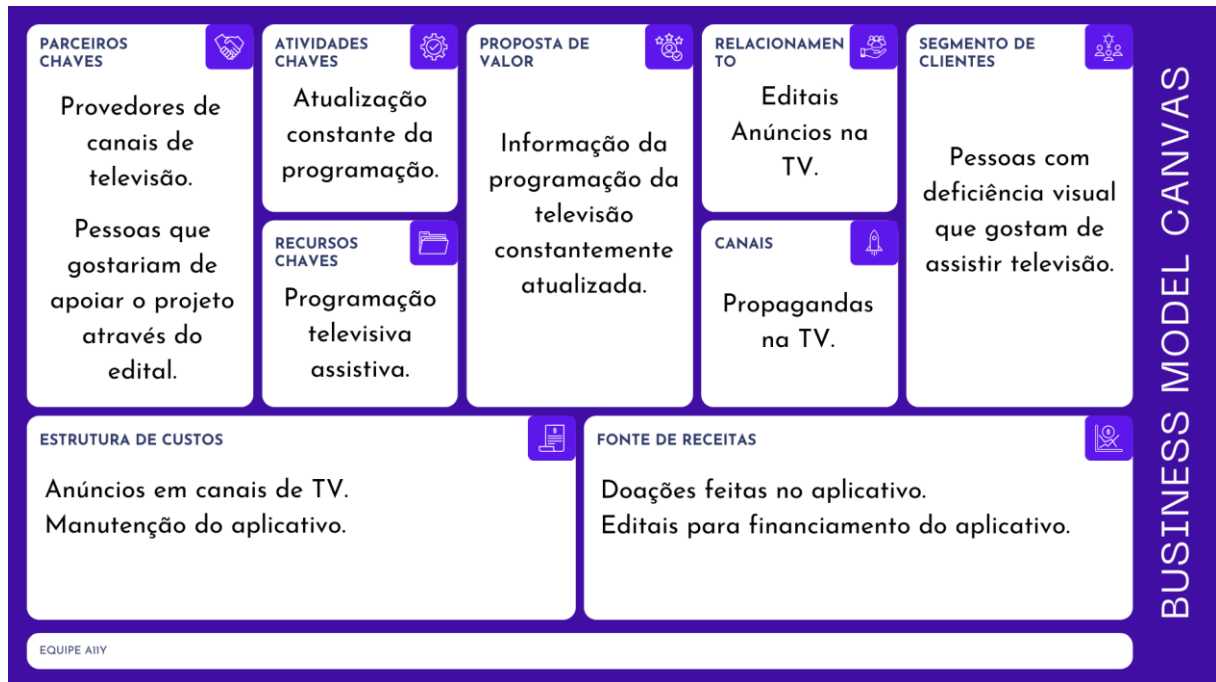 PARCEIROS
CHAVES
Provedores de
canais de
televisão.
Pessoas que
gostariam de
apoiar o projeto
através do
edital.
ATIVIDADES
CHAVES
Atualização
constante da
programação.
RECURSOS
CHAVES
Programação
televisiva
assistiva.
PROPOSTA DE
VALOR
Informação da
programação da
televisão
constantemente
atualizada.
RELACIONAMEN
TO
Editais
Anúncios na
TV.
CANAIS
Propagandas
na TV.
SEGMENTO DE
CLIENTES
Pessoas com
deficiência visual
que gostam de
assistir televisão.
ESTRUTURA DE CUSTOS
Anúncios em canais de TV.
Manutenção do aplicativo.
FONTE DE RECEITAS
Doações feitas no aplicativo.
Editais para financiamento do aplicativo.
EQUIPE A11Y
BUSINESS MODEL CANVAS